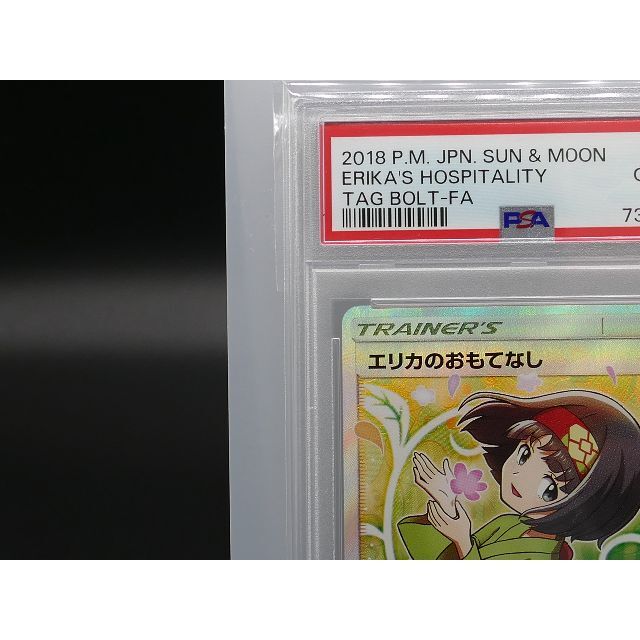 2018 P.M. JPN. SUN & MOON
ERIKA'S HOSPITALITY
TAG BOLT-FA
PSA
TRAINER'S
エリカのおもてなし